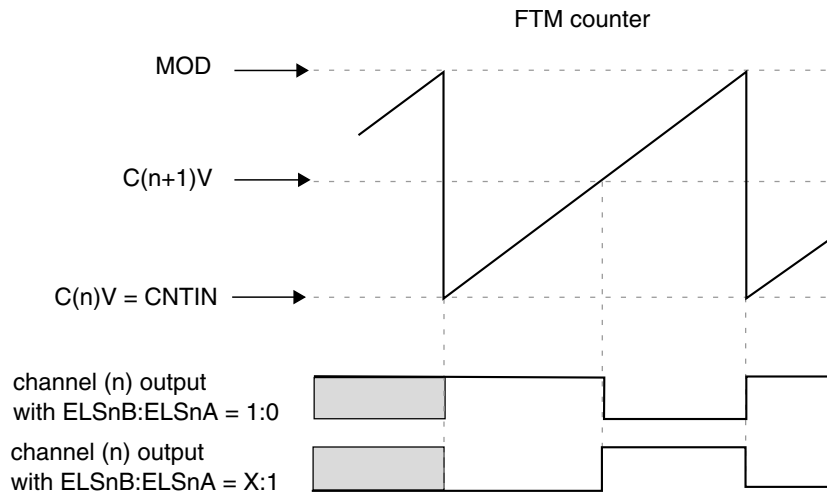 FTM counter
MOD
C(n+1)V
C(n)V = CNTIN
channel (n) output
with ELSnB:ELSnA = 1:0
channel (n) output
with ELSnB:ELSnA = X:1